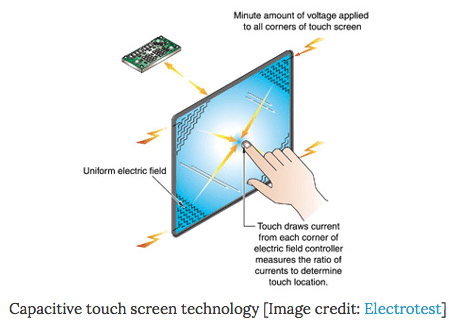 Minute amount of voltage applied
to all corners of touch screen
Uniform electric field
Touch draws current
from each corner of
electric field controller
measures the ratio of
currents to determine
touch location.
Capacitive touch screen technology [Image credit: Electrotest]